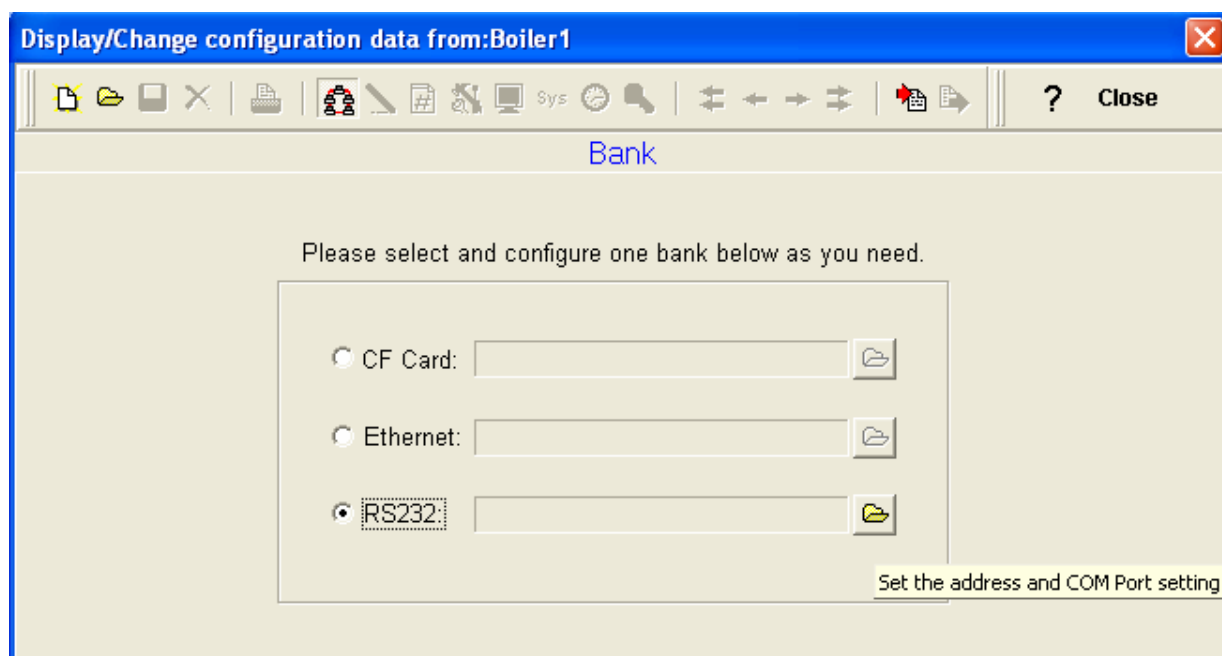 Display/Change configuration data from:Boiler1
Sys ? Close
Bank
Please select and configure one bank below as you need.
CF Card:
Ethernet:
RS232:
Set the address and COM Port setting